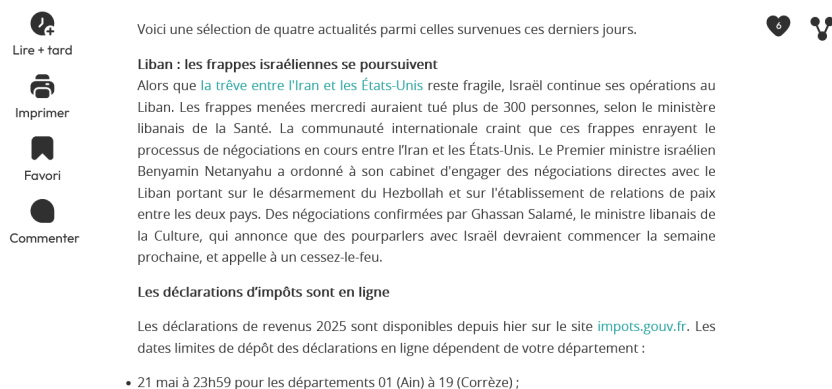 Voici une sélection de quatre actualités parmi celles survenues ces derniers jours.
6
Lire + tard
Imprimer
Favori
Commenter
Liban : les frappes israéliennes se poursuivent
Alors que la trêve entre l'Iran et les États-Unis reste fragile, Israël continue ses opérations au
Liban. Les frappes menées mercredi auraient tué plus de 300 personnes, selon le ministère
libanais de la Santé. La communauté internationale craint que ces frappes enrayent le
processus de négociations en cours entre l’Iran et les États-Unis. Le Premier ministre israélien
Benyamin Netanyahu a ordonné à son cabinet d'engager des négociations directes avec le
Liban portant sur le désarmement du Hezbollah et sur l'établissement de relations de paix
entre les deux pays. Des négociations confirmées par Ghassan Salamé, le ministre libanais de
la Culture, qui annonce que des pourparlers avec Israël devraient commencer la semaine
prochaine, et appelle à un cessez-le-feu.
Les déclarations d’impôts sont en ligne
Les déclarations de revenus 2025 sont disponibles depuis hier sur le site impots.gouv.fr. Les
dates limites de dépôt des déclarations en ligne dépendent de votre département :
• 21 mai à 23h59 pour les départements 01 (Ain) à 19 (Corrèze) ;